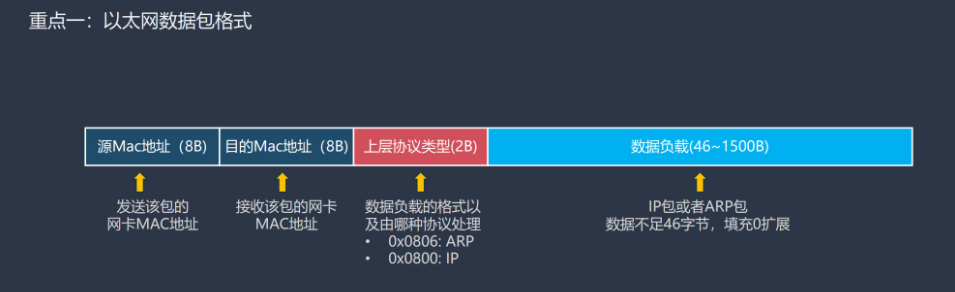 重点一：以太网数据包格式
源Mac地址（8B）
目的Mac地址（8B）
上层协议类型(2B)
数据负载(46~1500B)
发送该包的
网卡MAC地址
接收该包的网卡
MAC地址
数据负载的格式以
及由哪种协议处理
• 0x0806: ARP
• 0x0800: IP
IP包或者ARP包
数据不足46字节，填充0扩展